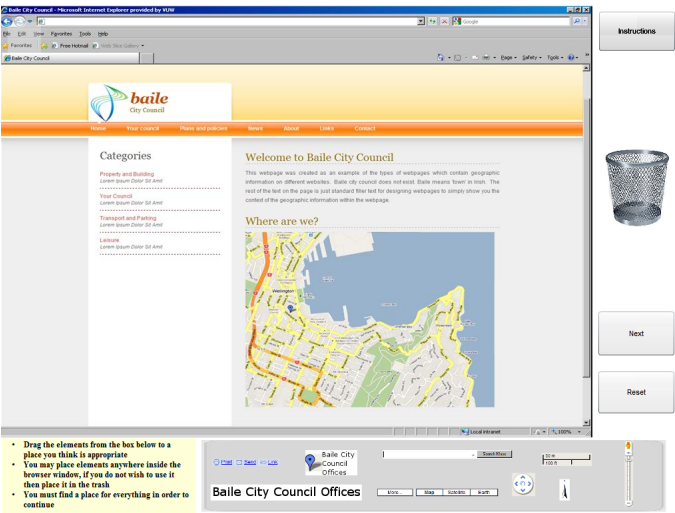 Baile City Council - Microsoft Internet Explorer provided by VUW
Google
File Edit View Favorites Tools Help
Favorites Free Hotmail Web Slice Gallery
Baile City Council
Page Safety Tools
Instructions
baile
City Council
Home Your council Plans and policies News About Links Contact
Categories
Property and Building
Lorem Ipsum Dolor Sit Amit
Your Council
Lorem Ipsum Dolor Sit Amit
Transport and Parking
Lorem Ipsum Dolor Sit Amit
Leisure
Lorem Ipsum Dolor Sit Amit
Welcome to Baile City Council
This webpage was created as an example of the types of webpages which contain geographic
information on different websites. Baile city council does not exist. Baile means 'town' in Irish. The
rest of the text on the page is just standard filler text for designing webpages to simply show you the
context of the geographic information within the webpage.
Where are we?
Wellington
Next
Reset
Local intranet
100%
• Drag the elements from the box below to a
place you think is appropriate
• You may place elements anywhere inside the
browser window, if you do not wish to use it
then place it in the trash
• You must find a place for everything in order to
continue
Print Send Link
Baile City
Council
Offices
Search Maps
Baile City Council Offices
More... Map Satellite Earth